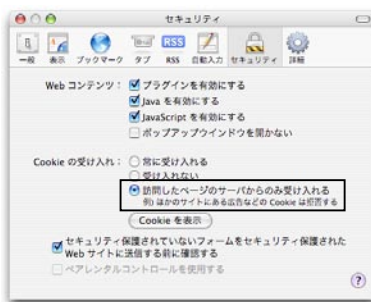 セキュリティ
一般 表示 ブックマーク タブ RSS 自動入力 セキュリティ 詳細
RSS
Web コンテンツ： プラグインを有効にする
Java を有効にする
JavaScript を有効にする
ポップアップウインドウを開かない
Cookie の受け入れ： 常に受け入れる
受け入れない
訪問したページのサーバからのみ受け入れる
例) ほかのサイトにある広告などの Cookie は拒否する
Cookie を表示
セキュリティ保護されていないフォームをセキュリティ保護された
Web サイトに送信する前に確認する
ペアレンタルコントロールを使用する
?